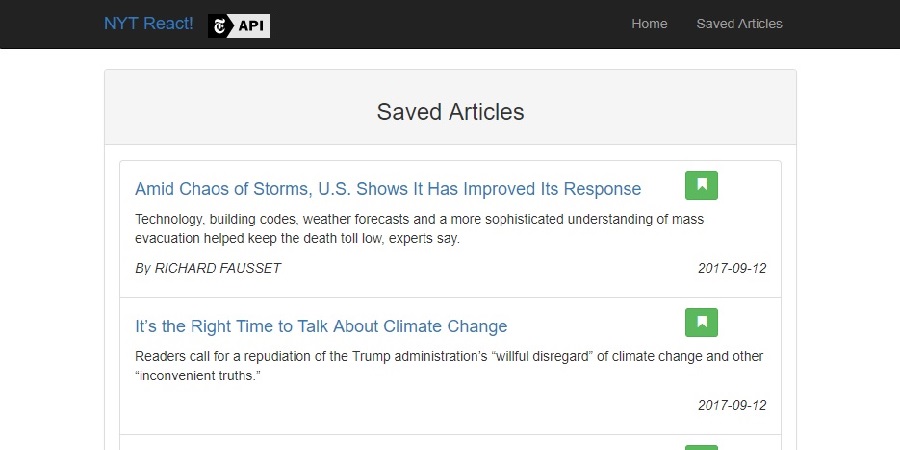 NYT React! API Home Saved Articles
Saved Articles
Amid Chaos of Storms, U.S. Shows It Has Improved Its Response
Technology, building codes, weather forecasts and a more sophisticated understanding of mass
evacuation helped keep the death toll low, experts say.
By RICHARD FAUSSET 2017-09-12
It's the Right Time to Talk About Climate Change
Readers call for a repudiation of the Trump administration's “willful disregard” of climate change and other
“inconvenient truths.”
2017-09-12